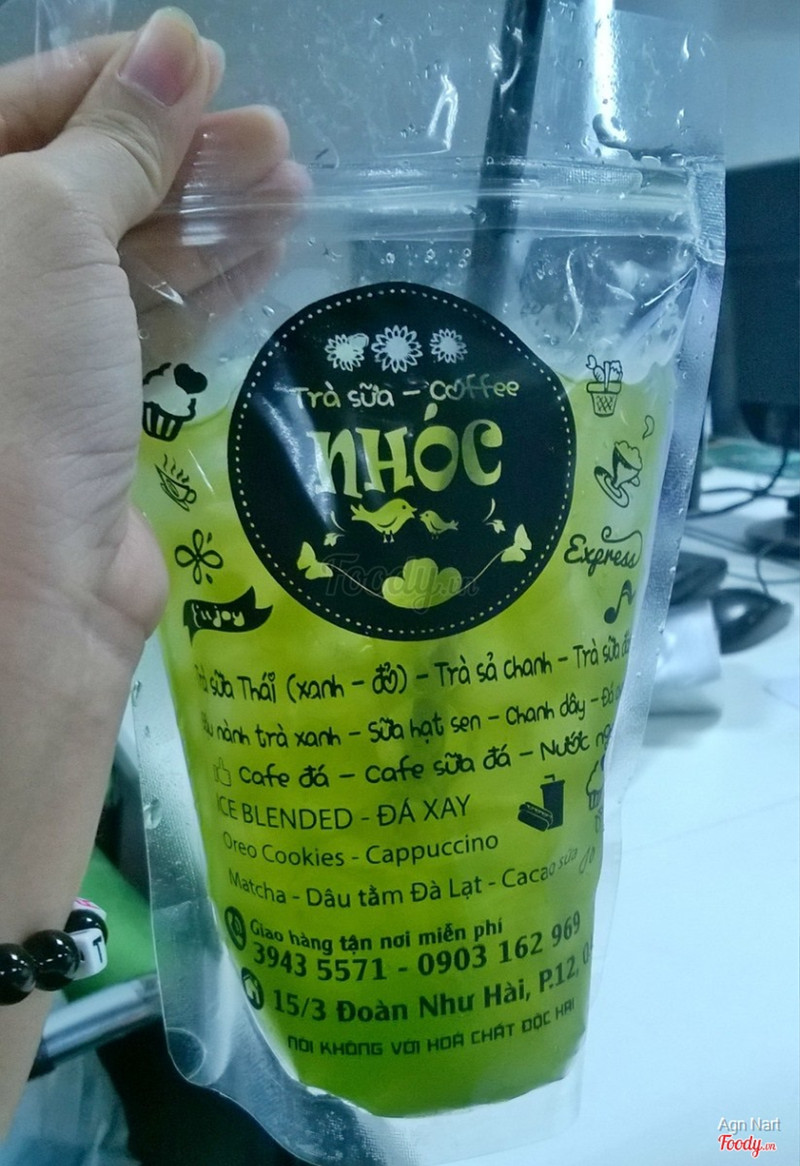 Trà sữa - Coffee
NHÓC
Foody.vn
Express
Enjoy
sữa Thái (xanh - đỏ) - Trà sả chanh - Trà sữa
nành trà xanh - Sữa hạt sen - Chanh dây -
Cafe đá - Cafe sữa đá - Nước
ICE BLENDED - ĐÁ XAY
Oreo Cookies - Cappuccino
Matcha - Dâu tằm Đà Lạt - Cacao sữa
Giao hàng tận nơi miễn phí
3943 5571 - 0903 162 969
15/3 Đoàn Như Hài, P.12,
NÓI KHÔNG VỚI HOÁ CHẤT ĐỘC HẠI
T
Agn Nart
Foody.vn